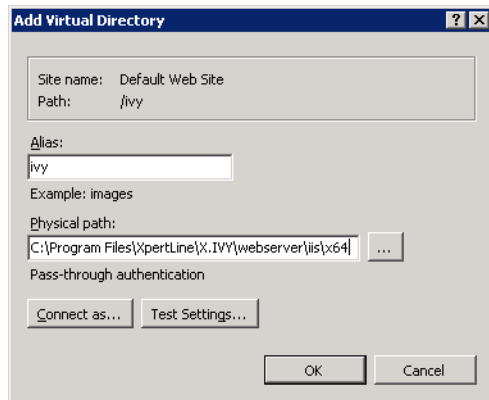 Add Virtual Directory
Site name: Default Web Site
Path: /ivy
Alias:
ivy
Example: images
Physical path:
C:\Program Files\XpertLine\X.IVY\webserver\iis\x64
...
Pass-through authentication
Connect as... Test Settings...
OK Cancel